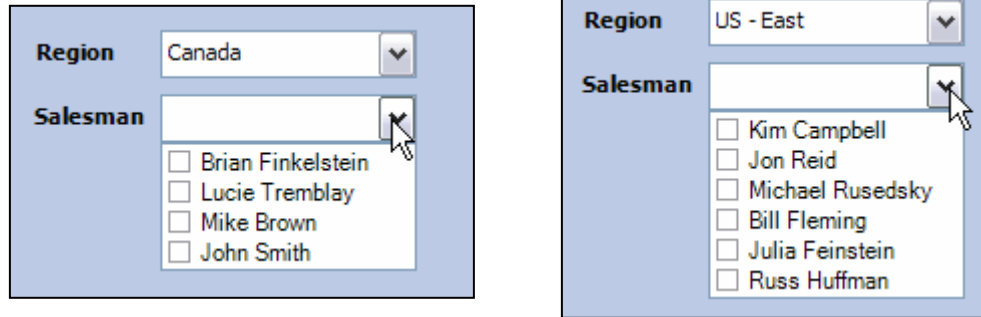 Region Canada
Salesman
Brian Finkelstein
Lucie Tremblay
Mike Brown
John Smith
Region US - East
Salesman
Kim Campbell
Jon Reid
Michael Rusedsky
Bill Fleming
Julia Feinstein
Russ Huffman